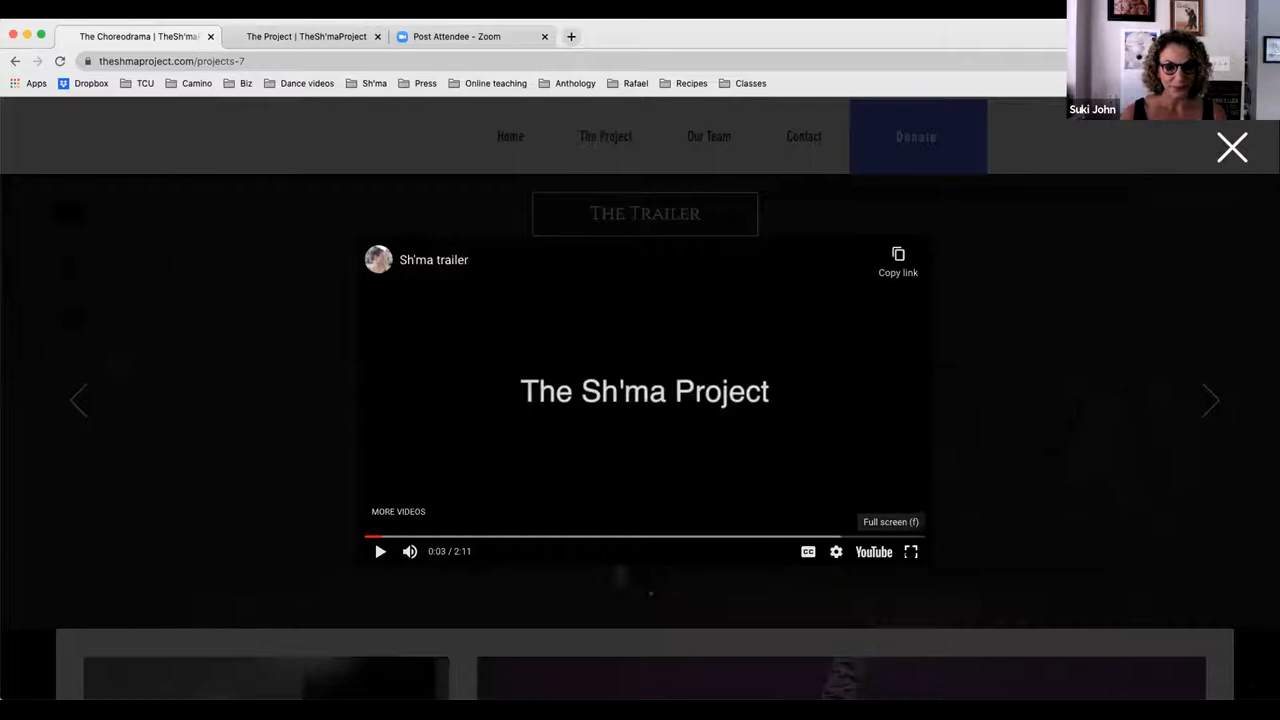 The Choreodrama | TheSh'ma
The Project | TheSh'maProject
Post Attendee - Zoom
theshmaproject.com/projects-7
Apps
Dropbox
TCU
Camino
Biz
Dance videos
Sh'ma
Press
Online teaching
Anthology
Rafael
Recipes
Classes
Suki John
Home
The Project
Our Team
Contact
Donate
THE TRAILER
Sh'ma trailer
Copy link
The Sh'ma Project
MORE VIDEOS
Full screen (f)
0:03 / 2:11
CC
YouTube